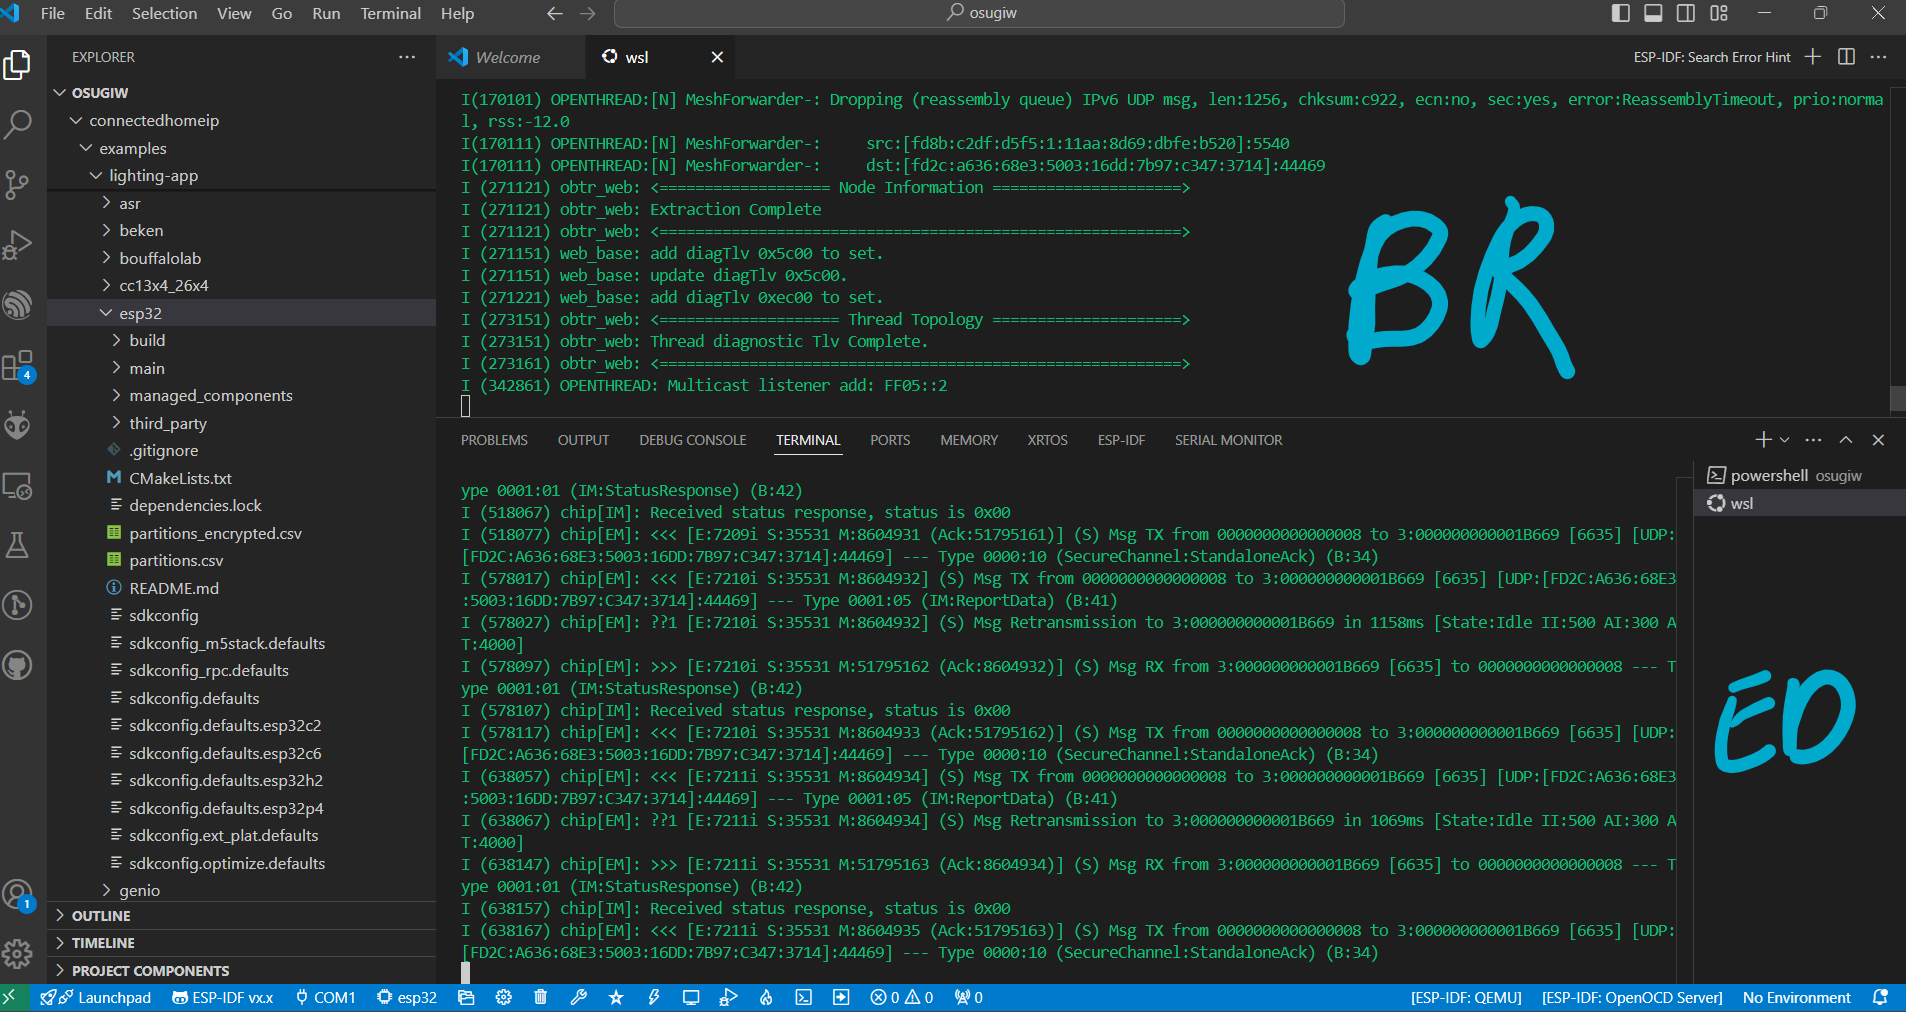 File Edit Selection View Go Run Terminal Help osugiw
EXPLORER
OSUGIW
connectedhomeip
examples
lighting-app
asr
beken
bouffalolab
cc13x4_26x4
esp32
build
main
managed_components
third_party
.gitignore
CMakeLists.txt
dependencies.lock
partitions_encrypted.csv
partitions.csv
README.md
sdkconfig
sdkconfig_m5stack.defaults
sdkconfig_rpc.defaults
sdkconfig.defaults
sdkconfig.defaults.esp32c2
sdkconfig.defaults.esp32c6
sdkconfig.defaults.esp32h2
sdkconfig.defaults.esp32p4
sdkconfig.ext_plat.defaults
sdkconfig.optimize.defaults
genio
OUTLINE
TIMELINE
PROJECT COMPONENTS
4
1
Welcome wsl ESP-IDF: Search Error Hint
I(170101) OPENTHREAD:[N] MeshForwarder-: Dropping (reassembly queue) IPv6 UDP msg, len:1256, chksum:c922, ecn:no, sec:yes, error:ReassemblyTimeout, prio:norma
l, rss:-12.0
I(170111) OPENTHREAD:[N] MeshForwarder-:     src:[fd8b:c2df:d5f5:1:11aa:8d69:dbfe:b520]:5540
I(170111) OPENTHREAD:[N] MeshForwarder-:     dst:[fd2c:a636:68e3:5003:16dd:7b97:c347:3714]:44469
I (271121) obtr_web: <=================== Node Information =====================>
I (271121) obtr_web: Extraction Complete
I (271121) obtr_web: <==========================================================>
I (271151) web_base: add diagTlv 0x5c00 to set.
I (271151) web_base: update diagTlv 0x5c00.
I (271221) web_base: add diagTlv 0xec00 to set.
I (273151) obtr_web: <==================== Thread Topology =====================>
I (273151) obtr_web: Thread diagnostic Tlv Complete.
I (273161) obtr_web: <==========================================================>
I (342861) OPENTHREAD: Multicast listener add: FF05::2
BR
PROBLEMS OUTPUT DEBUG CONSOLE TERMINAL PORTS MEMORY XRTOS ESP-IDF SERIAL MONITOR
ype 0001:01 (IM:StatusResponse) (B:42)
I (518067) chip[IM]: Received status response, status is 0x00
I (518077) chip[EM]: <<< [E:7209i S:35531 M:8604931 (Ack:51795161)] (S) Msg TX from 0000000000000008 to 3:000000000001B669 [6635] [UDP:
[FD2C:A636:68E3:5003:16DD:7B97:C347:3714]:44469] --- Type 0000:10 (SecureChannel:StandaloneAck) (B:34)
I (578017) chip[EM]: <<< [E:7210i S:35531 M:8604932] (S) Msg TX from 0000000000000008 to 3:000000000001B669 [6635] [UDP:[FD2C:A636:68E3
:5003:16DD:7B97:C347:3714]:44469] --- Type 0001:05 (IM:ReportData) (B:41)
I (578027) chip[EM]: ??1 [E:7210i S:35531 M:8604932] (S) Msg Retransmission to 3:000000000001B669 in 1158ms [State:Idle II:500 AI:300 A
T:4000]
I (578097) chip[EM]: >>> [E:7210i S:35531 M:51795162 (Ack:8604932)] (S) Msg RX from 3:000000000001B669 [6635] to 0000000000000008 --- T
ype 0001:01 (IM:StatusResponse) (B:42)
I (578107) chip[IM]: Received status response, status is 0x00
I (578117) chip[EM]: <<< [E:7210i S:35531 M:8604933 (Ack:51795162)] (S) Msg TX from 0000000000000008 to 3:000000000001B669 [6635] [UDP:
[FD2C:A636:68E3:5003:16DD:7B97:C347:3714]:44469] --- Type 0000:10 (SecureChannel:StandaloneAck) (B:34)
I (638057) chip[EM]: <<< [E:7211i S:35531 M:8604934] (S) Msg TX from 0000000000000008 to 3:000000000001B669 [6635] [UDP:[FD2C:A636:68E3
:5003:16DD:7B97:C347:3714]:44469] --- Type 0001:05 (IM:ReportData) (B:41)
I (638067) chip[EM]: ??1 [E:7211i S:35531 M:8604934] (S) Msg Retransmission to 3:000000000001B669 in 1069ms [State:Idle II:500 AI:300 A
T:4000]
I (638147) chip[EM]: >>> [E:7211i S:35531 M:51795163 (Ack:8604934)] (S) Msg RX from 3:000000000001B669 [6635] to 0000000000000008 --- T
ype 0001:01 (IM:StatusResponse) (B:42)
I (638157) chip[IM]: Received status response, status is 0x00
I (638167) chip[EM]: <<< [E:7211i S:35531 M:8604935 (Ack:51795163)] (S) Msg TX from 0000000000000008 to 3:000000000001B669 [6635] [UDP:
[FD2C:A636:68E3:5003:16DD:7B97:C347:3714]:44469] --- Type 0000:10 (SecureChannel:StandaloneAck) (B:34)
powershell osugiw
wsl
ED
Launchpad ESP-IDF vx.x COM1 esp32 0 0 0 [ESP-IDF: QEMU] [ESP-IDF: OpenOCD Server] No Environment